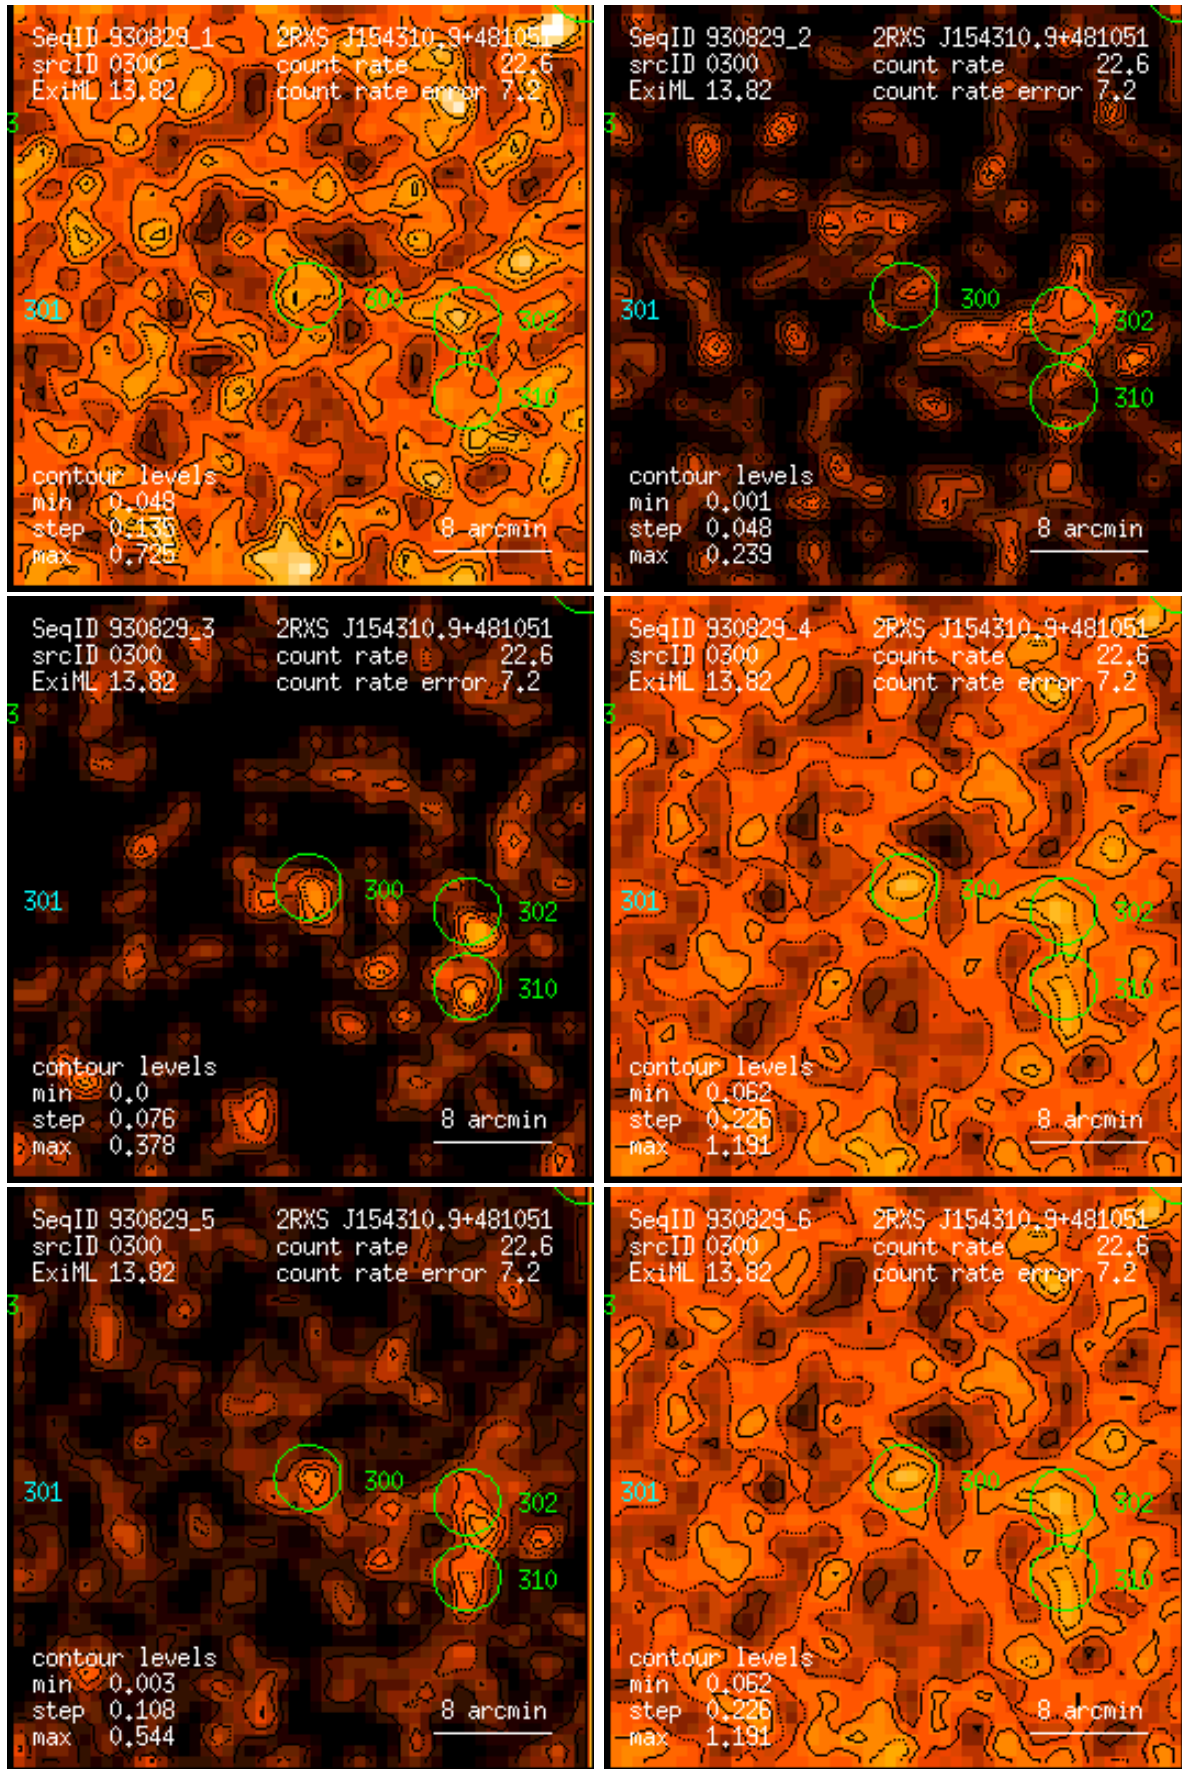 SeqID 930829_1 2RXS J154310.9+481051
srcID 0300 count rate 22.6
ExiML 13.82 count rate error 7.2
3
301 300 302
310
contour levels
min 0.048
step 0.135 8 arcmin
max 0.725
SeqID 930829_2 2RXS J154310.9+481051
srcID 0300 count rate 22.6
ExiML 13.82 count rate error 7.2
3
301 300 302
310
contour levels
min 0.001
step 0.048 8 arcmin
max 0.239
SeqID 930829_3 2RXS J154310.9+481051
srcID 0300 count rate 22.6
ExiML 13.82 count rate error 7.2
3
301 300 302
310
contour levels
min 0.0
step 0.076 8 arcmin
max 0.378
SeqID 930829_4 2RXS J154310.9+481051
srcID 0300 count rate 22.6
ExiML 13.82 count rate error 7.2
3
301 300 302
310
contour levels
min 0.062
step 0.226 8 arcmin
max 1.191
SeqID 930829_5 2RXS J154310.9+481051
srcID 0300 count rate 22.6
ExiML 13.82 count rate error 7.2
3
301 300 302
310
contour levels
min 0.003
step 0.108 8 arcmin
max 0.544
SeqID 930829_6 2RXS J154310.9+481051
srcID 0300 count rate 22.6
ExiML 13.82 count rate error 7.2
3
301 300 302
310
contour levels
min 0.062
step 0.226 8 arcmin
max 1.191